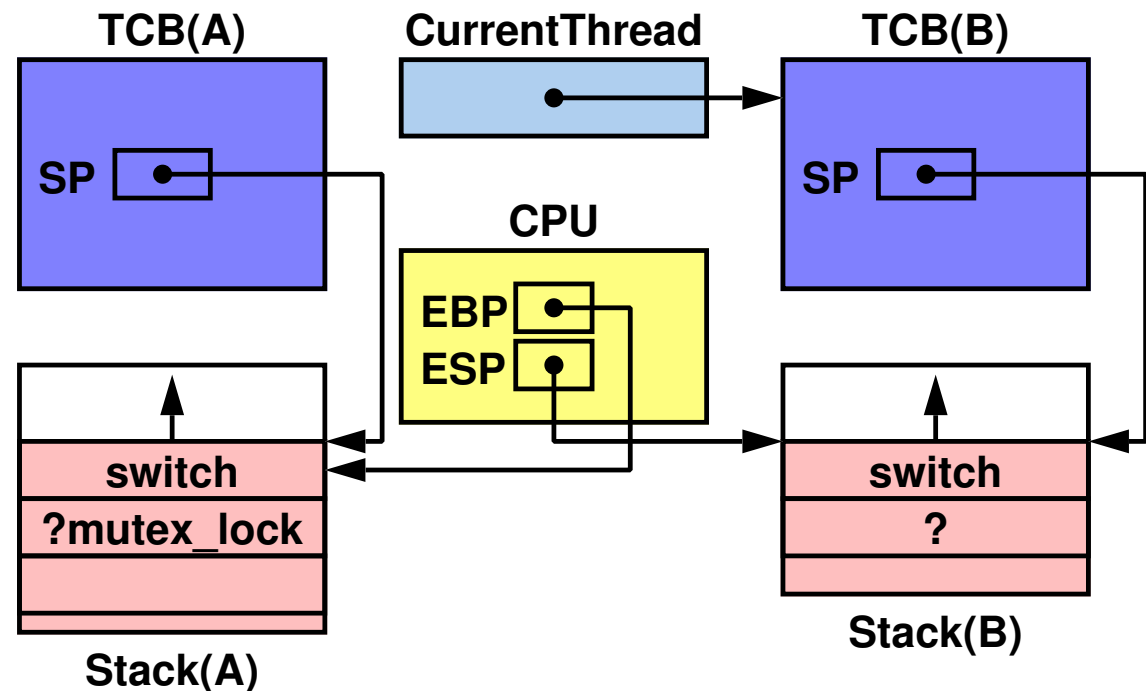 TCB(A)
CurrentThread
TCB(B)
SP
SP
CPU
EBP
ESP
switch
?mutex_lock
switch
?
Stack(A)
Stack(B)